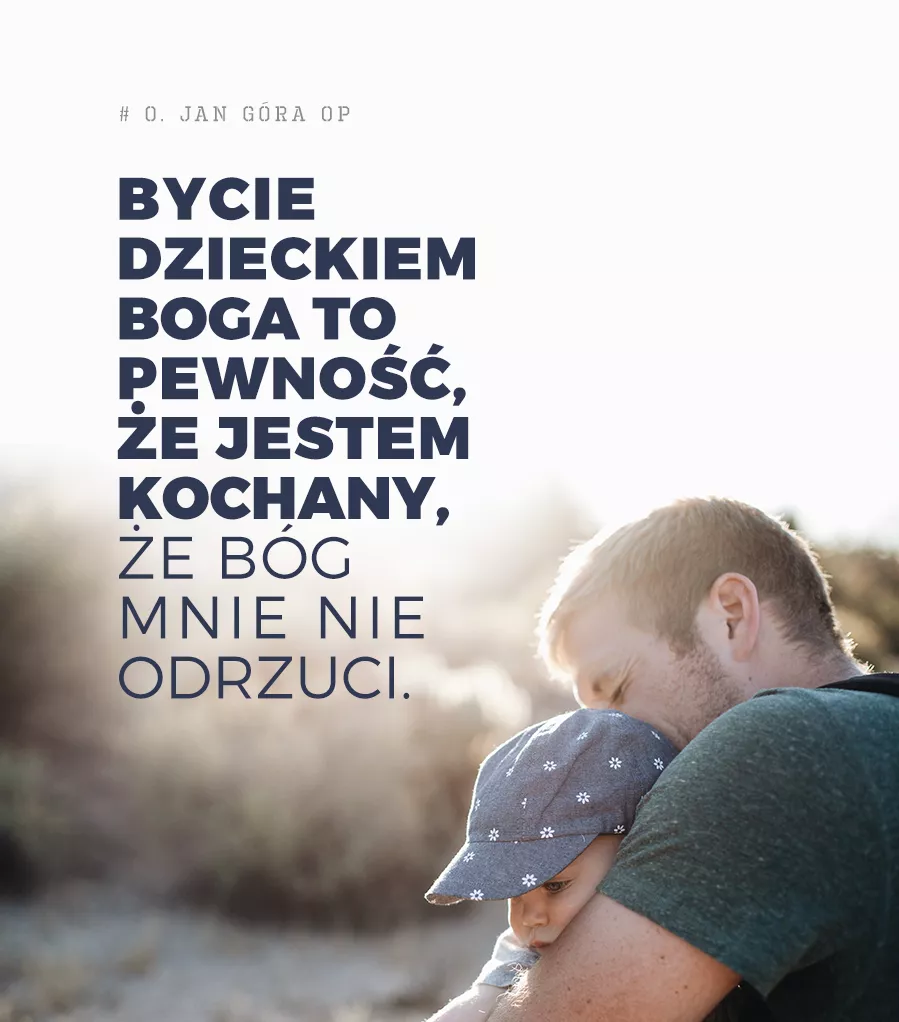 # O. JAN GÓRA OP
BYCIE
DZIECKIEM
BOGA TO
PEWNOŚĆ,
ŻE JESTEM
KOCHANY,
ŻE BÓG
MNIE NIE
ODRZUCI.